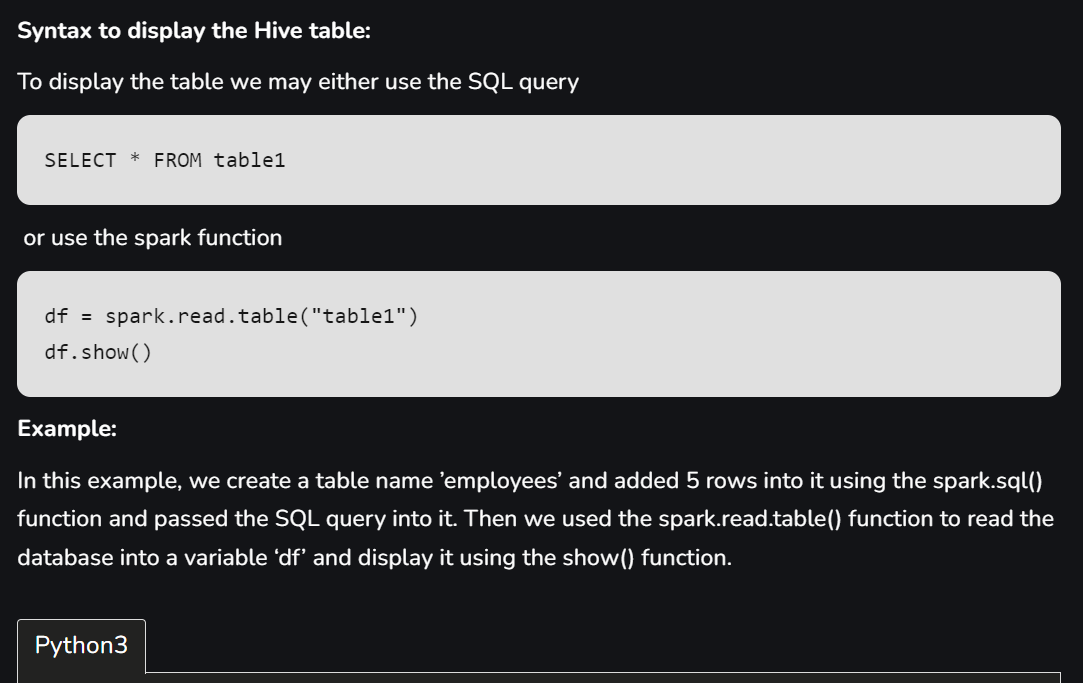 Syntax to display the Hive table:
To display the table we may either use the SQL query
SELECT * FROM table1
or use the spark function
df = spark.read.table("table1")
df.show()
Example:
In this example, we create a table name ’employees’ and added 5 rows into it using the spark.sql()
function and passed the SQL query into it. Then we used the spark.read.table() function to read the
database into a variable ‘df’ and display it using the show() function.
Python3